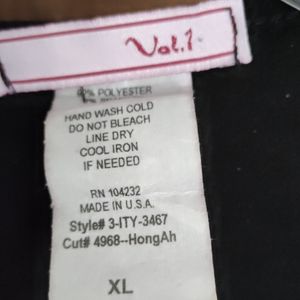 Vol.1
POLYESTER
HAND WASH COLD
DO NOT BLEACH
LINE DRY
COOL IRON
IF NEEDED
RN 104232
MADE IN U.S.A.
Style# 3-ITY-3467
Cut# 4968--HongAh
XL